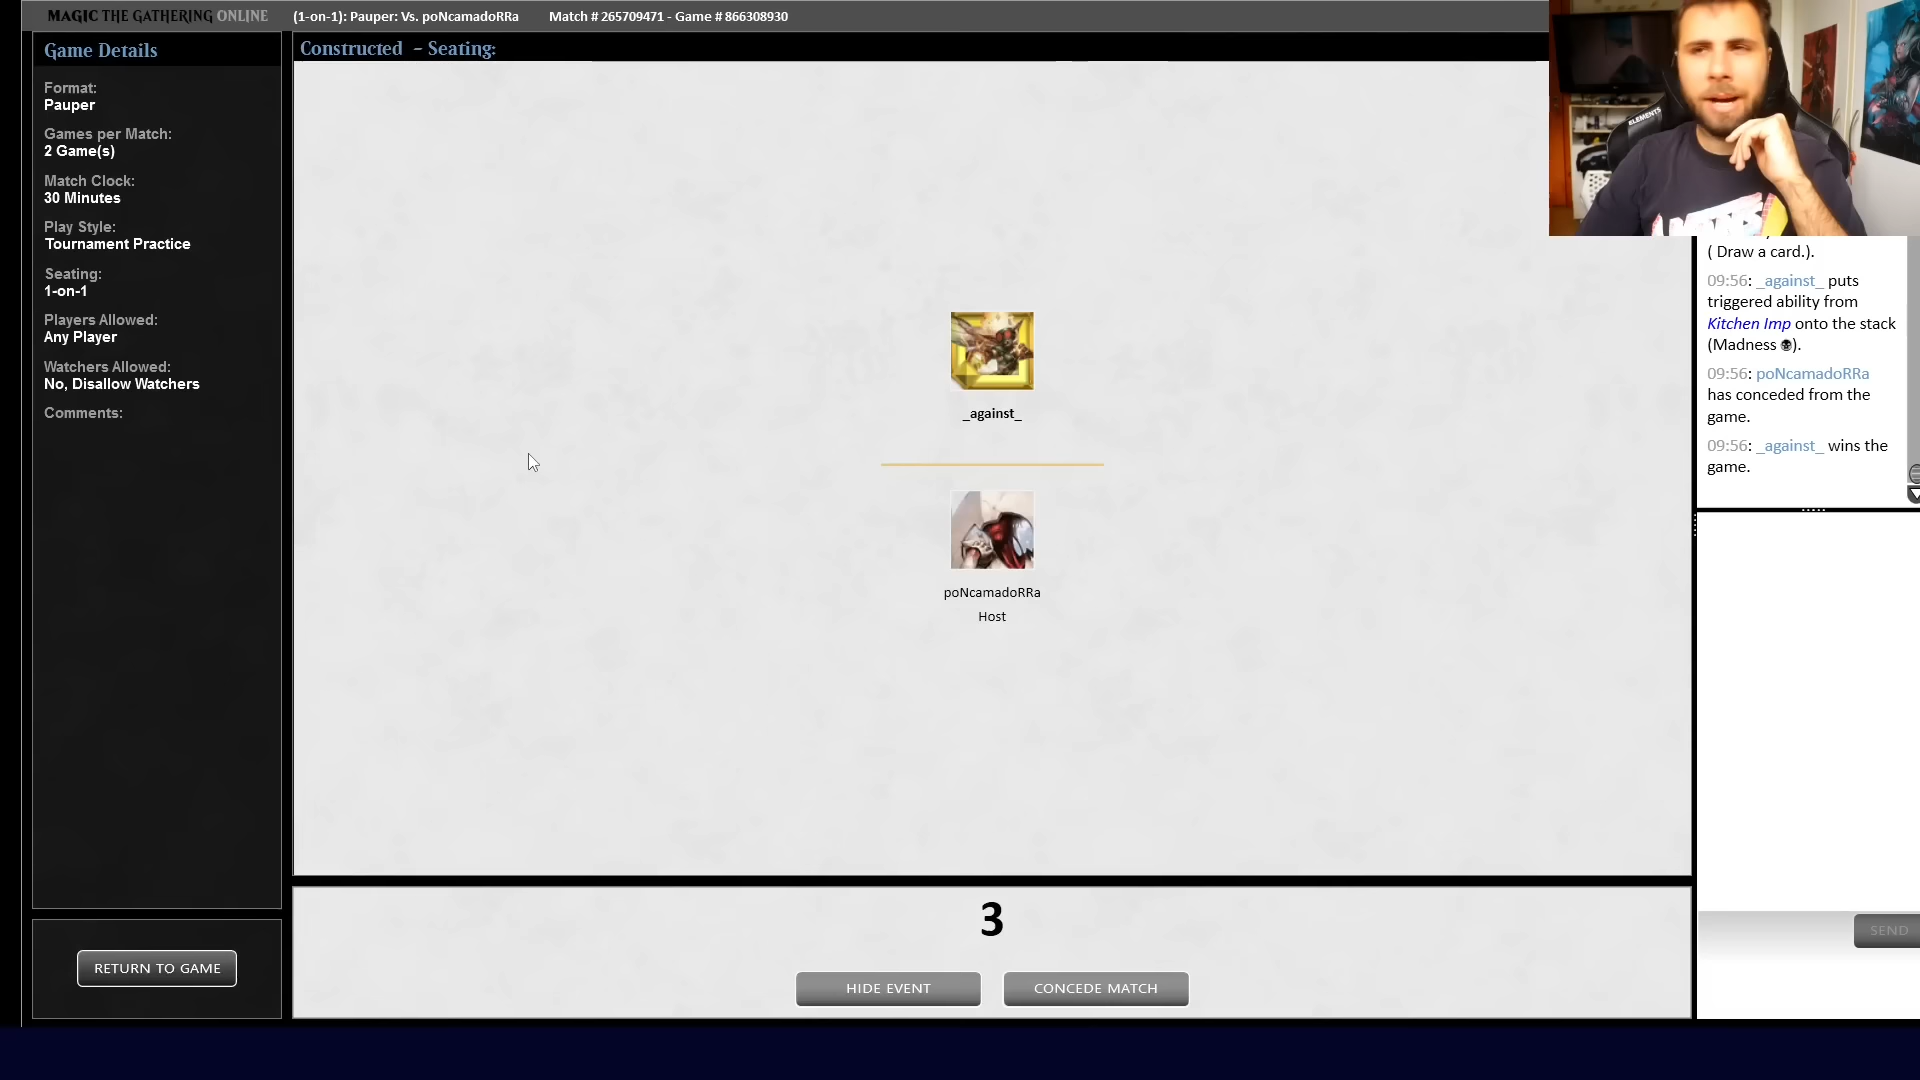 MAGIC THE GATHERING ONLINE
(1-on-1): Pauper: Vs. poNcamadoRRa
Match # 265709471 - Game # 866308930
Game Details
Constructed - Seating:
Format:
Pauper
Games per Match:
2 Game(s)
Match Clock:
30 Minutes
Play Style:
Tournament Practice
Seating:
1-on-1
Players Allowed:
Any Player
Watchers Allowed:
No, Disallow Watchers
Comments:
_against_
poNcamadoRRa
Host
ELEMENTS
( Draw a card.).
09:56: _against_ puts
triggered ability from
Kitchen Imp onto the stack
(Madness ).
09:56: poNcamadoRRa
has conceded from the
game.
09:56: _against_ wins the
game.
SEND
3
HIDE EVENT
CONCEDE MATCH
RETURN TO GAME